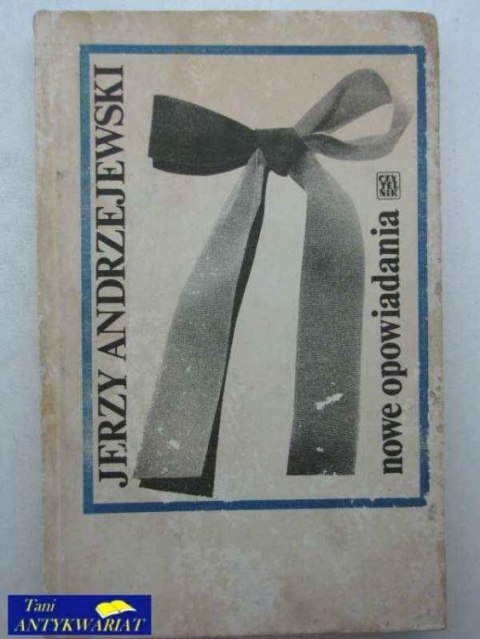 JERZY ANDRZEJEWSKI
nowe opowiadania
CZY
TEL
NIK
Tani
ANTYKWARIAT